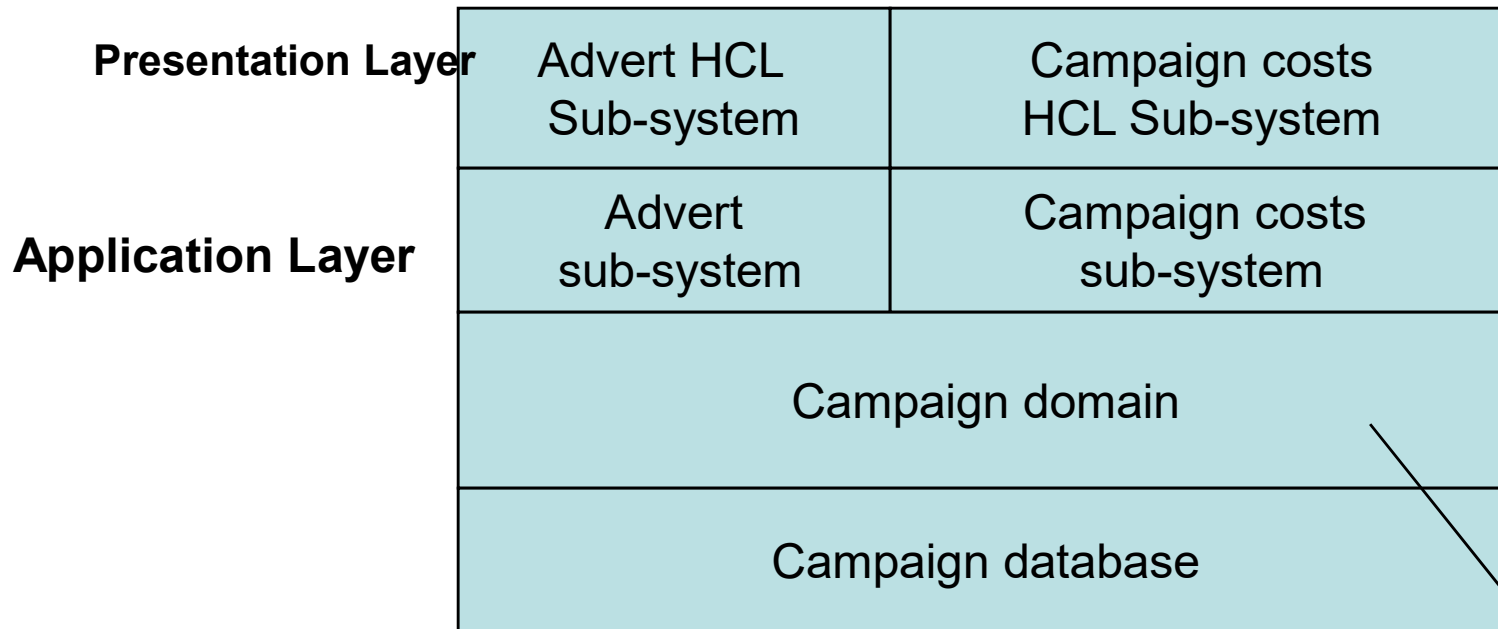 Presentation Layer
Advert HCL
Sub-system
Campaign costs
HCL Sub-system
Application Layer
Advert
sub-system
Campaign costs
sub-system
Campaign domain
Campaign database